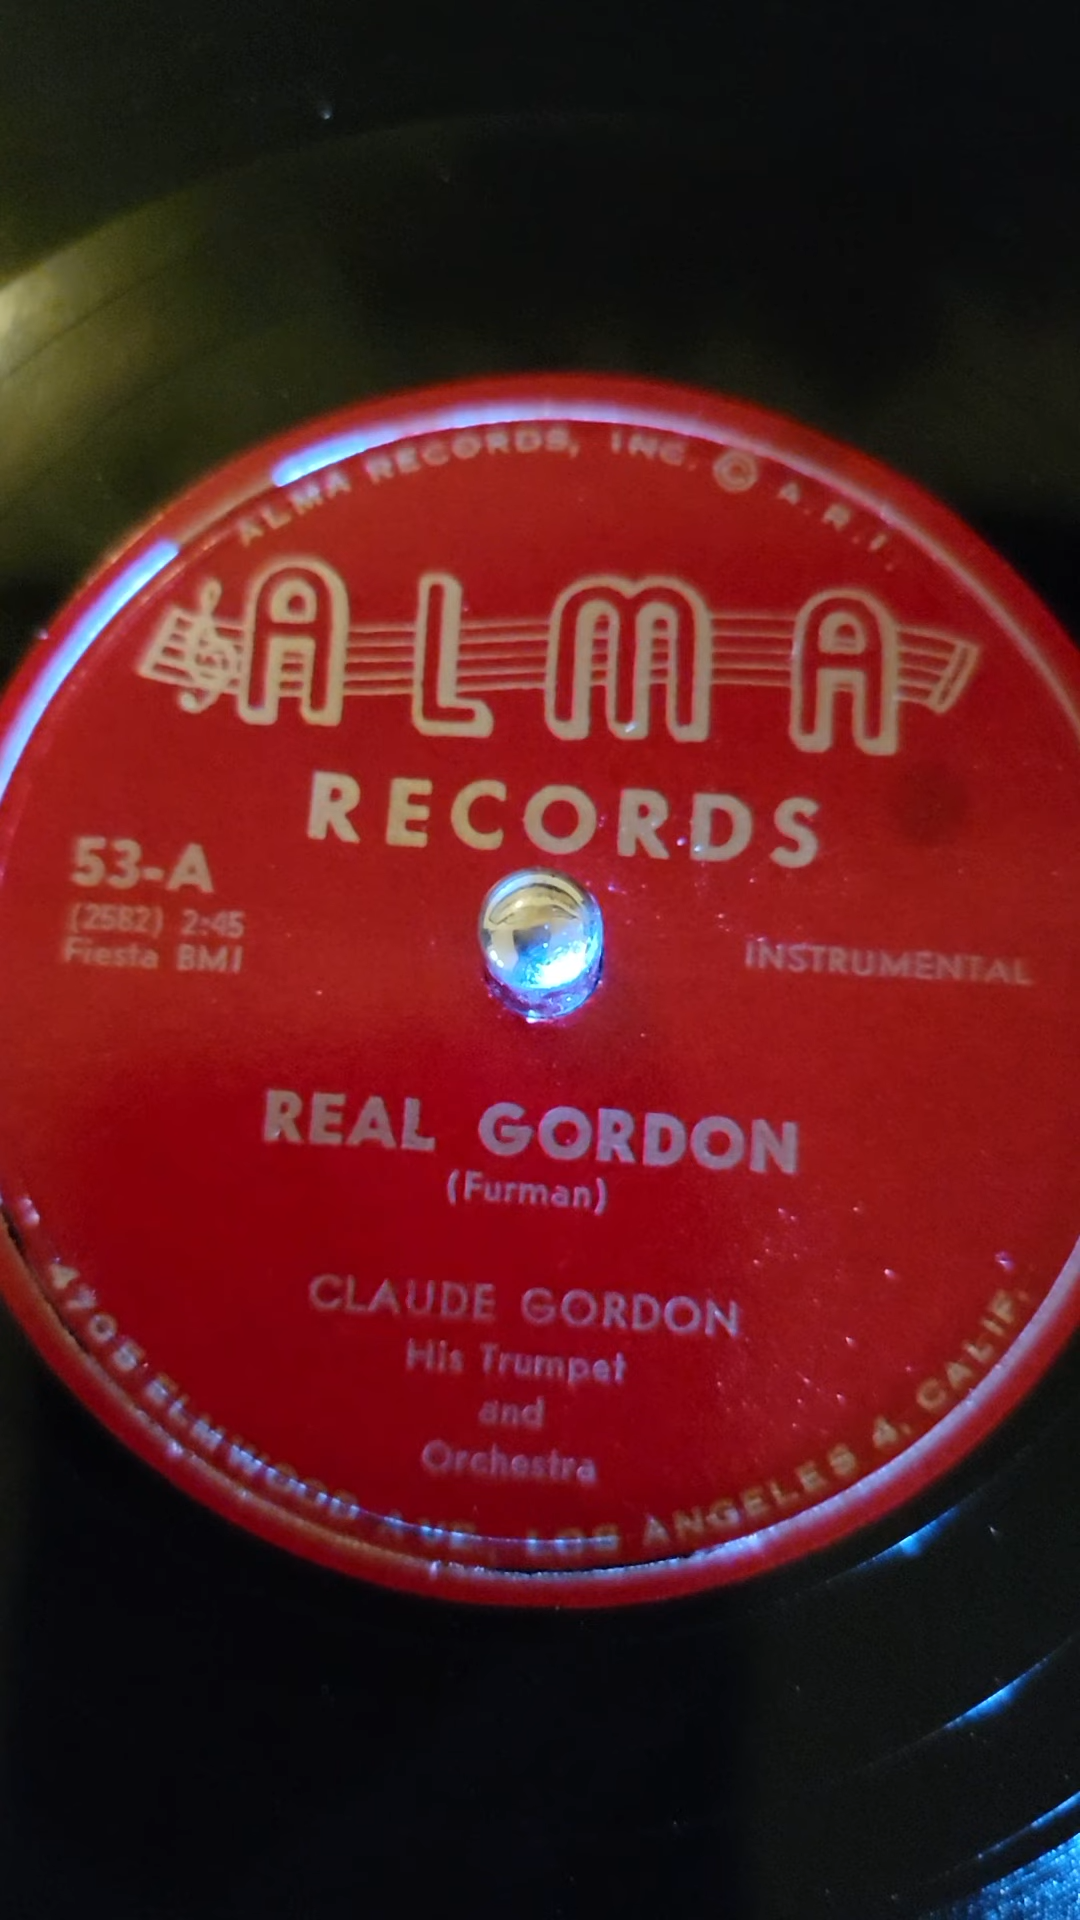 ALMA RECORDS, INC. © A.R.I.
ALMA
RECORDS
53-A
(2582) 2:45
Fiesta BMI
INSTRUMENTAL
REAL GORDON
(Furman)
CLAUDE GORDON
His Trumpet
and
Orchestra
4705 ELMWOOD AVE., LOS ANGELES 4, CALIF.